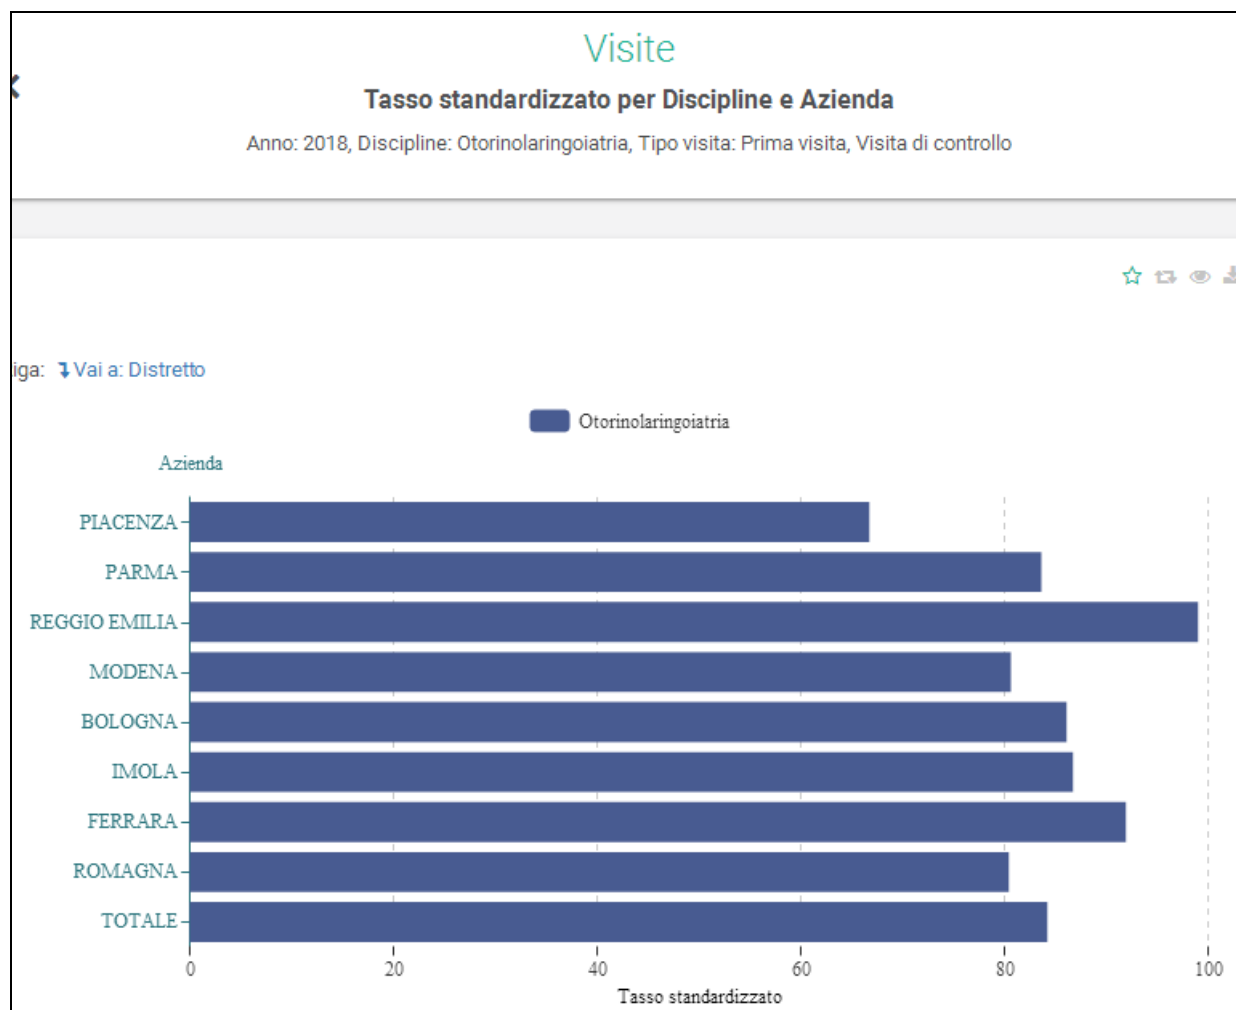 Visite
Tasso standardizzato per Discipline e Azienda
Anno: 2018, Discipline: Otorinolaringoiatria, Tipo visita: Prima visita, Visita di controllo
iga: Vai a: Distretto
Otorinolaringoiatria
Azienda
PIACENZA
PARMA
REGGIO EMILIA
MODENA
BOLOGNA
IMOLA
FERRARA
ROMAGNA
TOTALE
0 20 40 60 80 100
Tasso standardizzato